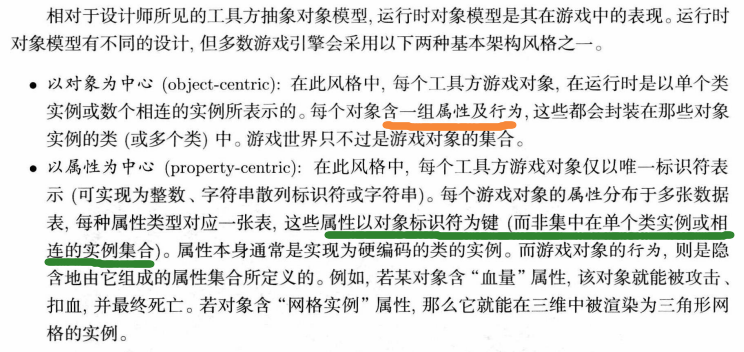 相对于设计师所见的工具方抽象对象模型, 运行时对象模型是其在游戏中的表现。运行
时对象模型有不同的设计, 但多数游戏引擎会采用以下两种基本架构风格之一。
• 以对象为中心 (object-centric): 在此风格中, 每个工具方游戏对象, 在运行时是以单个类
实例或数个相连的实例所表示的。每个对象含一组属性及行为, 这些都会封装在那些对象
实例的类 (或多个类) 中。游戏世界只不过是游戏对象的集合。
• 以属性为中心 (property-centric): 在此风格中, 每个工具方游戏对象仅以唯一标识符表
示 (可实现为整数、字符串散列标识符或字符串)。每个游戏对象的属性分布于多张数据
表, 每种属性类型对应一张表, 这些属性以对象标识符为键 (而非集中在单个类实例或相
连的实例集合)。属性本身通常是实现为硬编码的类的实例。而游戏对象的行为, 则是隐
含地由它组成的属性集合所定义的。例如, 若某对象含“血量”属性, 该对象就能被攻击、
扣血, 并最终死亡。若对象含“网格实例”属性, 那么它就能在三维中被渲染为三角形网
格的实例。